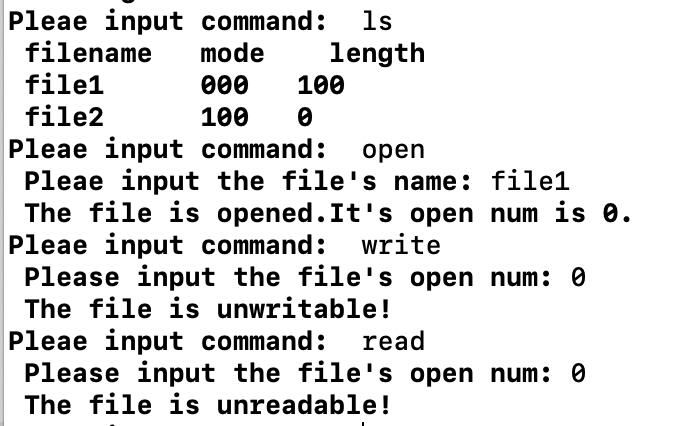 Pleae input command:  ls
 filename   mode    length
 file1      000   100
 file2      100   0
Pleae input command:  open
 Pleae input the file's name: file1
 The file is opened.It's open num is 0.
Pleae input command:  write
 Please input the file's open num: 0
 The file is unwritable!
Pleae input command:  read
 Please input the file's open num: 0
 The file is unreadable!